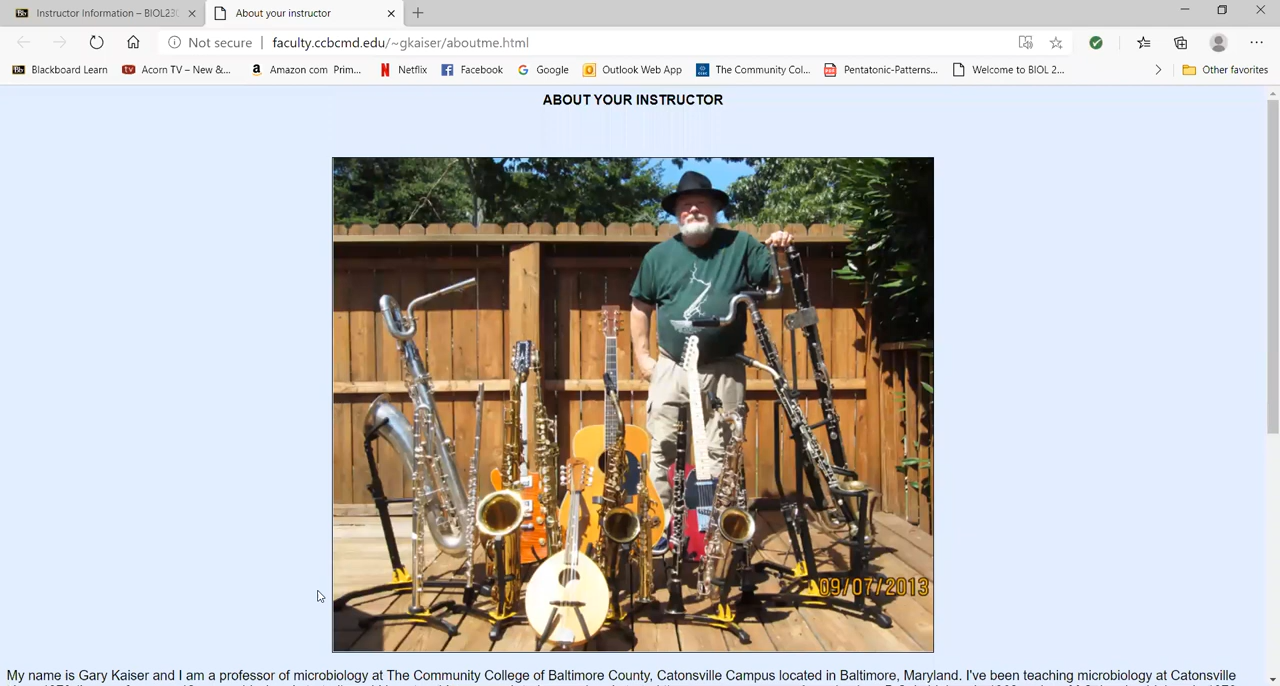 Instructor Information – BIOL23
About your instructor
Not secure
faculty.ccbcmd.edu/~gkaiser/aboutme.html
Blackboard Learn
Acorn TV – New &...
Amazon com Prim...
Netflix
Facebook
Google
Outlook Web App
The Community Col...
Pentatonic-Patterns...
Welcome to BIOL 2...
Other favorites
ABOUT YOUR INSTRUCTOR
09/07/2013
My name is Gary Kaiser and I am a professor of microbiology at The Community College of Baltimore County, Catonsville Campus located in Baltimore, Maryland. I've been teaching microbiology at Catonsville